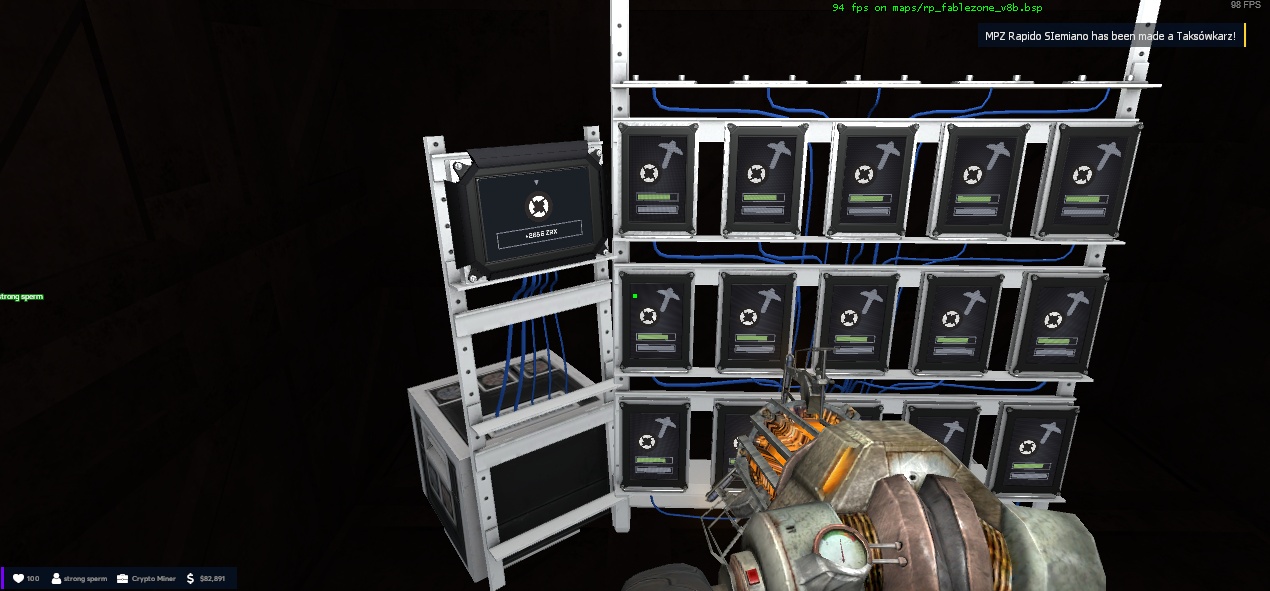 94 fps on maps/rp_fablezone_v8b.bsp
98 FPS
MPZ Rapido SIemiano has been made a Taksówkarz!
+2656 ZRX
strong sperm
100
strong sperm
Crypto Miner
$82,891